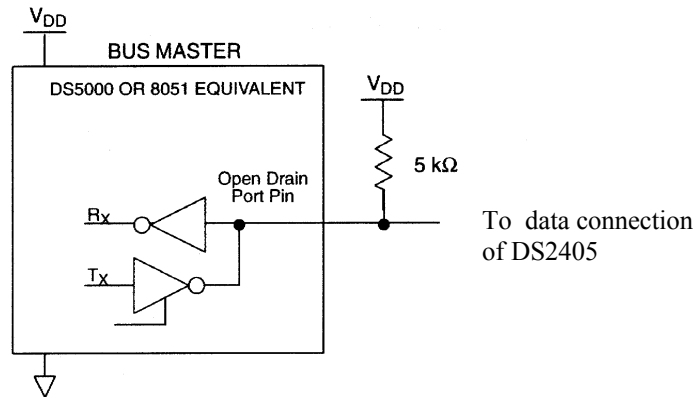 VDD
BUS MASTER
DS5000 OR 8051 EQUIVALENT
VDD
5 kΩ
Open Drain
Port Pin
RX
TX
To data connection
of DS2405